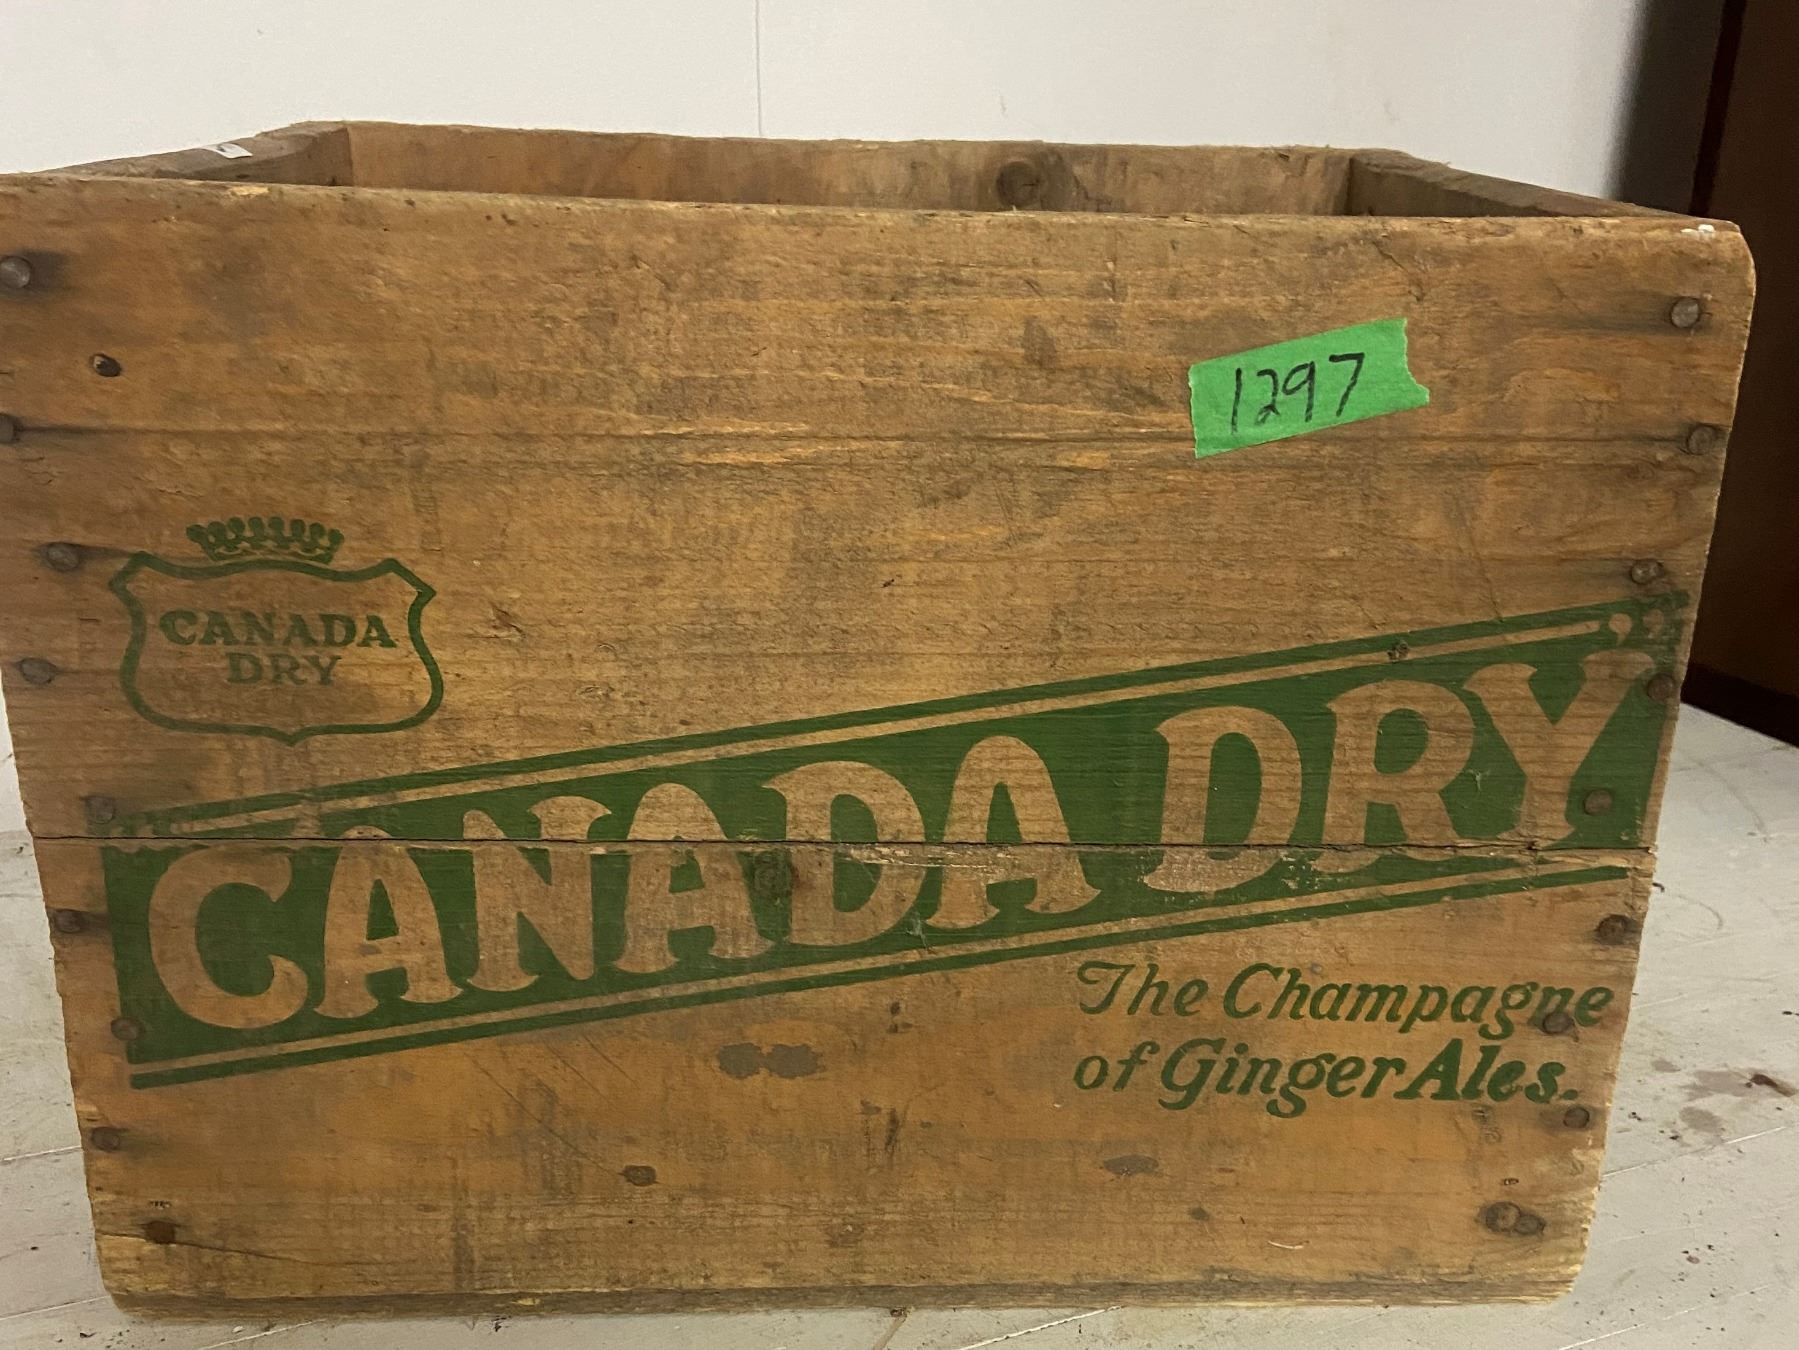 1297
CANADA
DRY
CANADA DRY
The Champagne
of Ginger Ales.